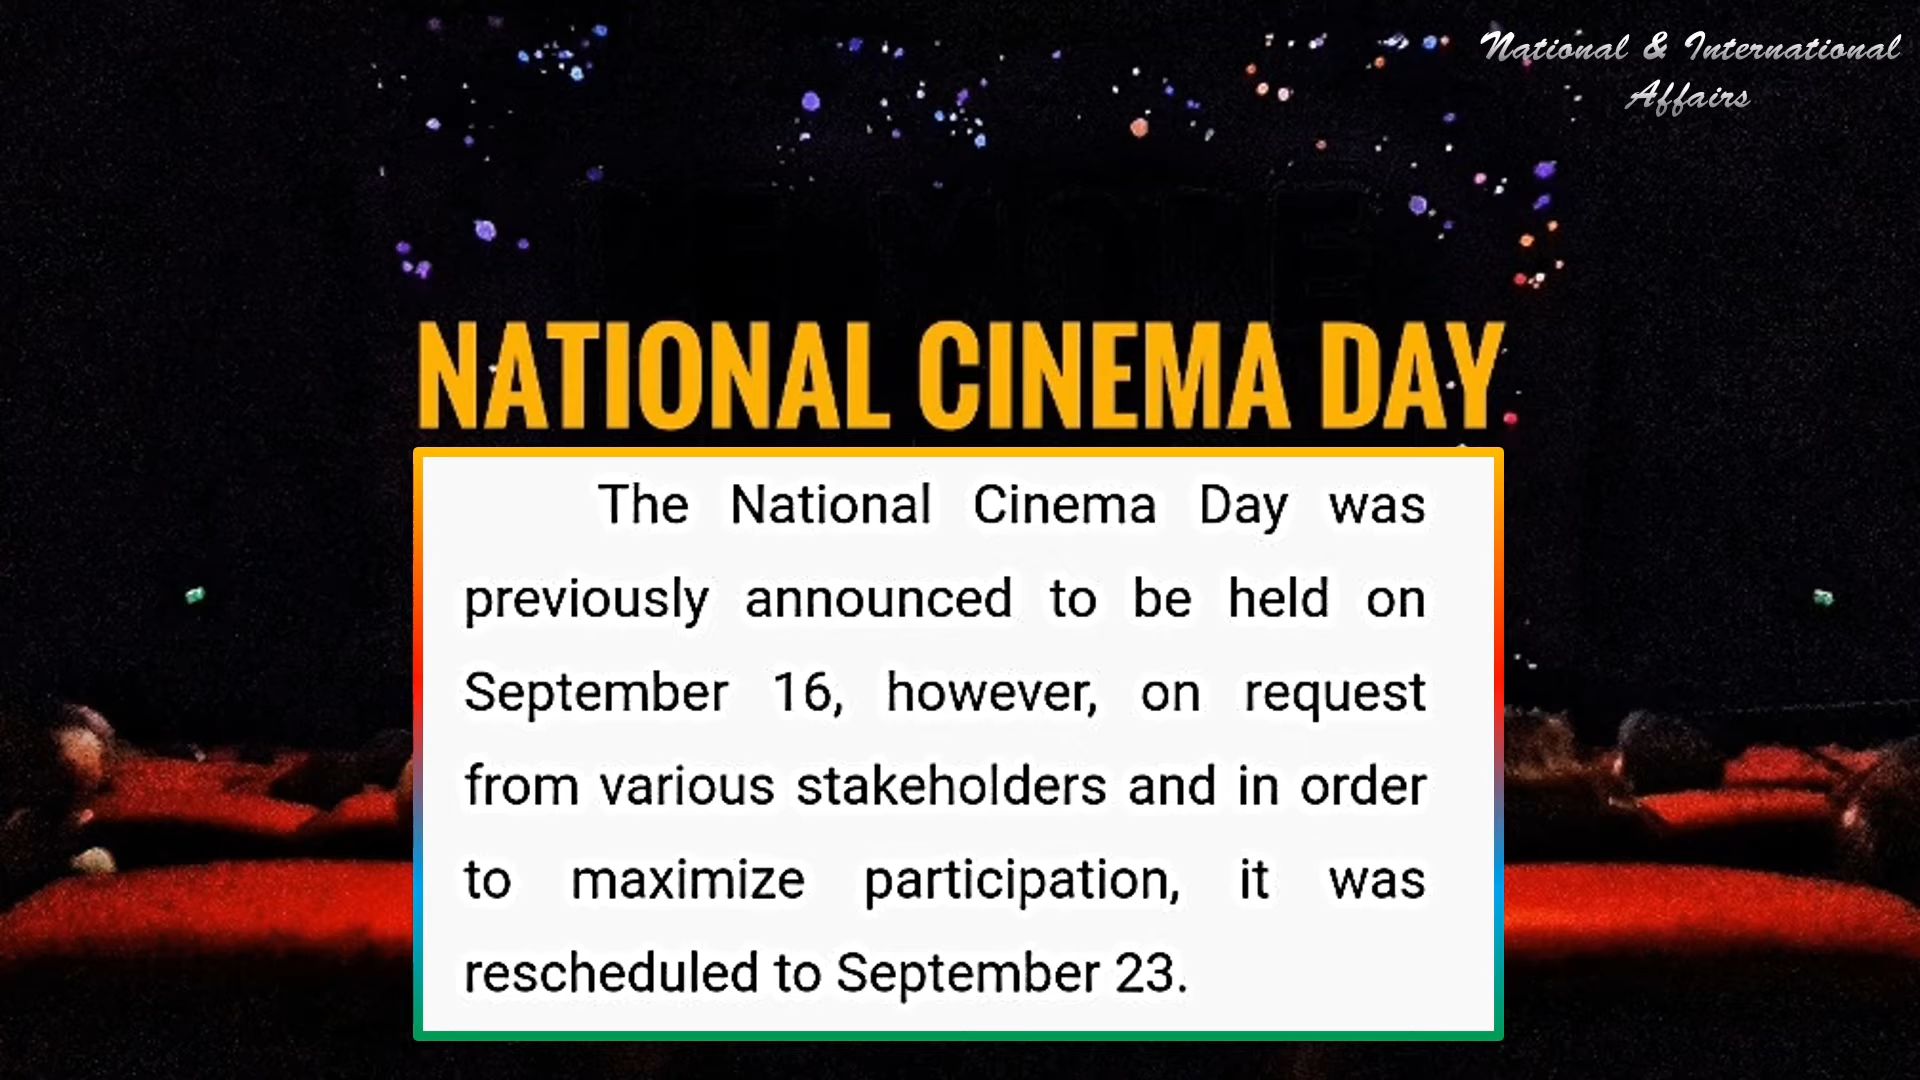 National & International
Affairs
NATIONAL CINEMA DAY
The National Cinema Day was
previously announced to be held on
September 16, however, on request
from various stakeholders and in order
to maximize participation, it was
rescheduled to September 23.